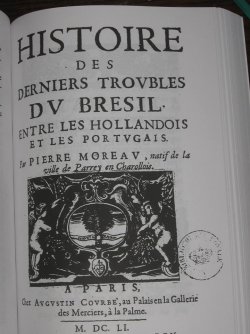 HISTOIRE
DES
DERNIERS TROVBLES
DV BRESIL.
ENTRE LES HOLLANDOIS
ET LES PORTVGAIS.
Par PIERRE MOREAV, natif de la
ville de Parrey en Charollois.
A PARIS,
Chez AVGVSTIN COVRBE', au Palais en la Gallerie
des Merciers, à la Palme.
M. DC. LI.